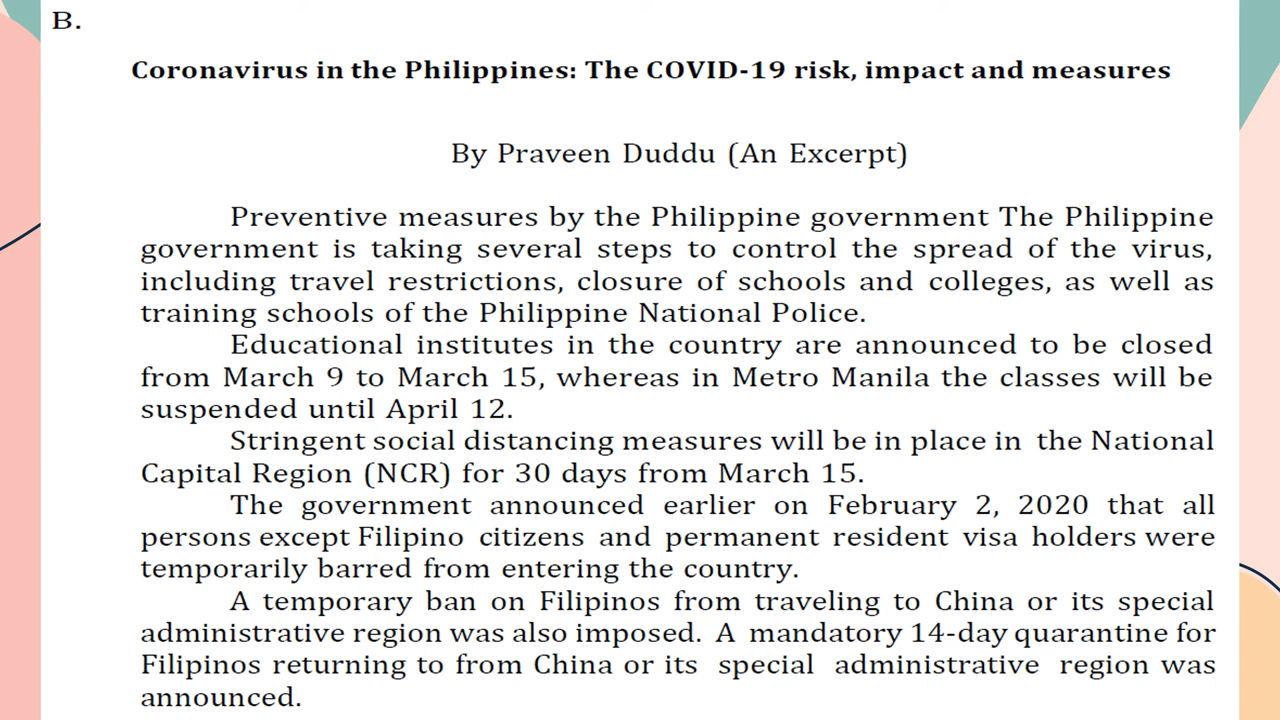 B.
Coronavirus in the Philippines: The COVID-19 risk, impact and measures
By Praveen Duddu (An Excerpt)
Preventive measures by the Philippine government The Philippine
government is taking several steps to control the spread of the virus,
including travel restrictions, closure of schools and colleges, as well as
training schools of the Philippine National Police.
Educational institutes in the country are announced to be closed
from March 9 to March 15, whereas in Metro Manila the classes will be
suspended until April 12.
Stringent social distancing measures will be in place in the National
Capital Region (NCR) for 30 days from March 15.
The government announced earlier on February 2, 2020 that all
persons except Filipino citizens and permanent resident visa holders were
temporarily barred from entering the country.
A temporary ban on Filipinos from traveling to China or its special
administrative region was also imposed. A mandatory 14-day quarantine for
Filipinos returning to from China or its special administrative region was
announced.